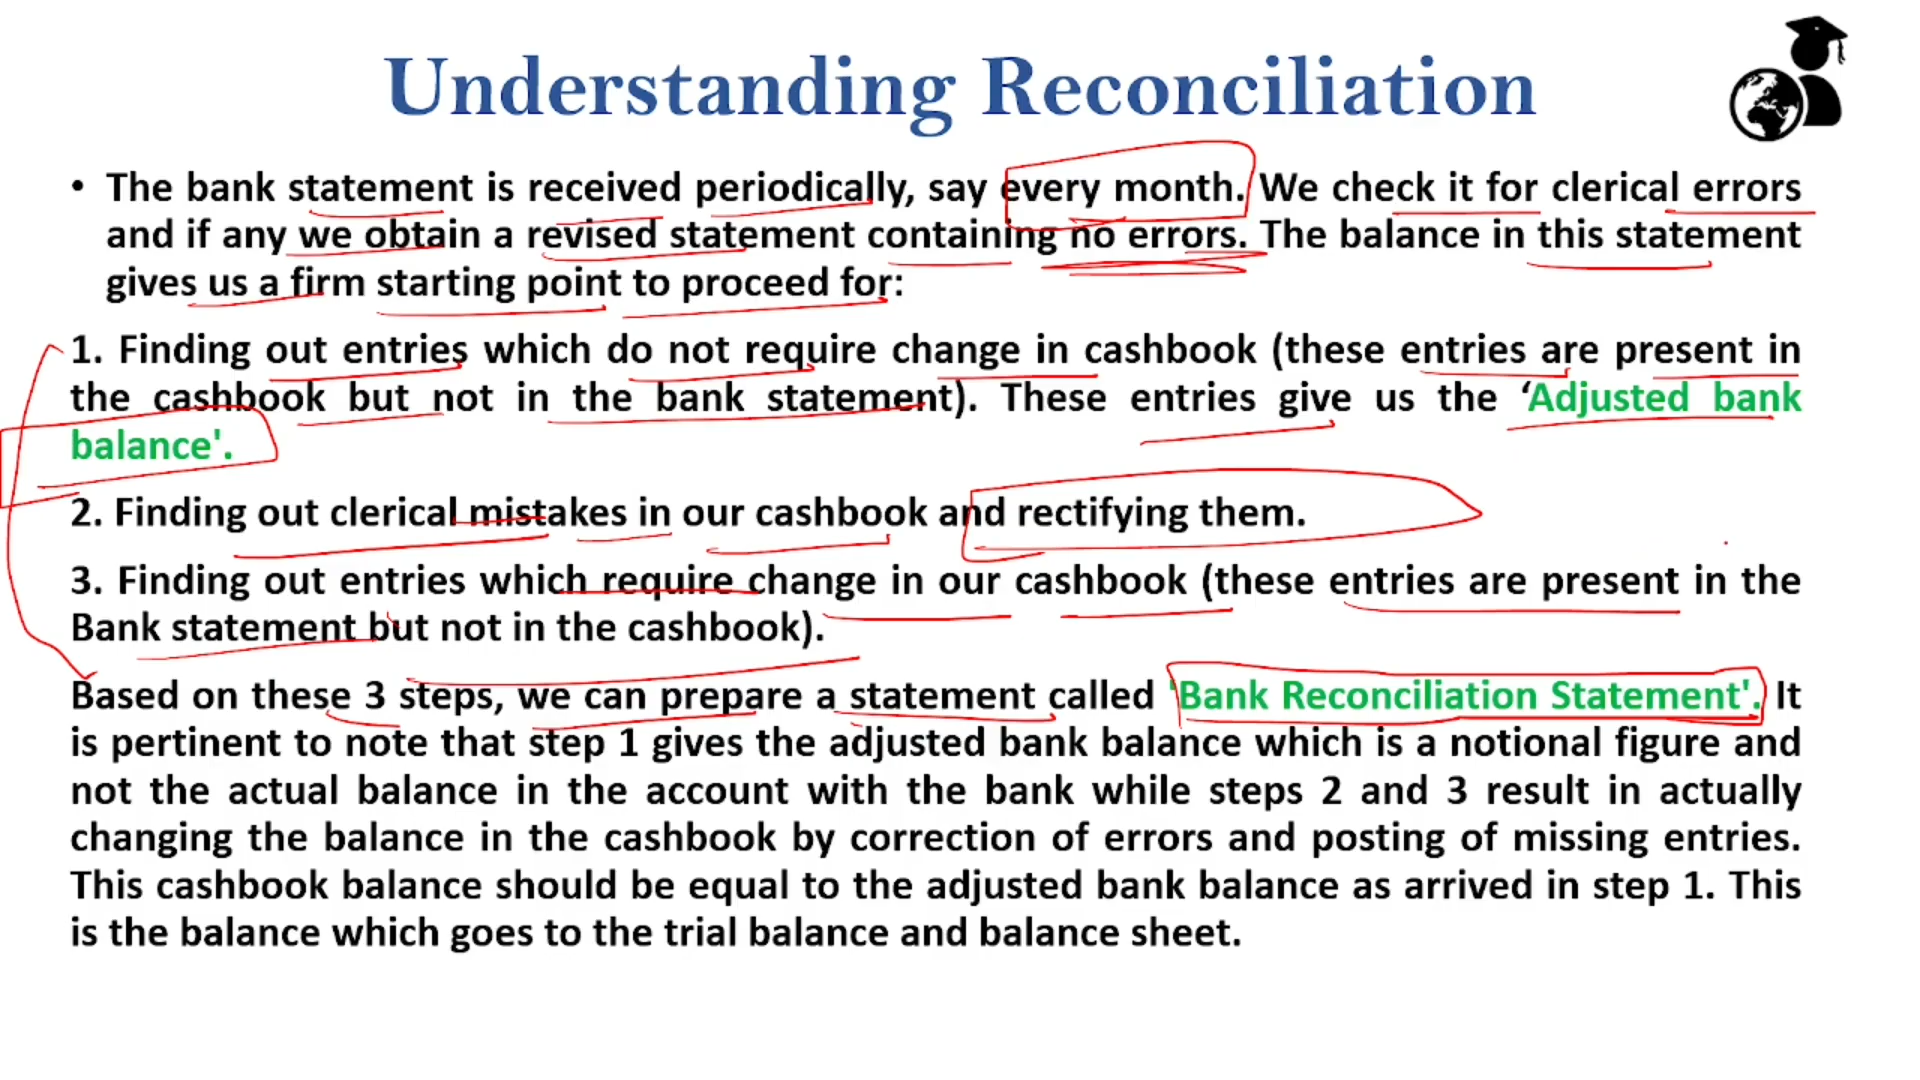 Understanding Reconciliation
• The bank statement is received periodically, say every month. We check it for clerical errors
and if any we obtain a revised statement containing no errors. The balance in this statement
gives us a firm starting point to proceed for:
1. Finding out entries which do not require change in cashbook (these entries are present in
the cashbook but not in the bank statement). These entries give us the ‘Adjusted bank
balance'.
2. Finding out clerical mistakes in our cashbook and rectifying them.
3. Finding out entries which require change in our cashbook (these entries are present in the
Bank statement but not in the cashbook).
Based on these 3 steps, we can prepare a statement called 'Bank Reconciliation Statement'. It
is pertinent to note that step 1 gives the adjusted bank balance which is a notional figure and
not the actual balance in the account with the bank while steps 2 and 3 result in actually
changing the balance in the cashbook by correction of errors and posting of missing entries.
This cashbook balance should be equal to the adjusted bank balance as arrived in step 1. This
is the balance which goes to the trial balance and balance sheet.